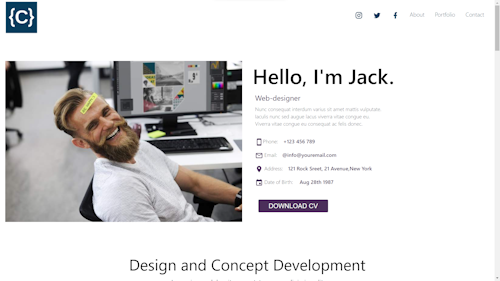 {C}
About Portfolio Contact
Hello, I'm Jack.
Web-designer
Nunc consequat interdum varius sit amet mattis vulputate.
Iaculis nunc sed augue lacus viverra vitae congue eu.
Viverra vitae congue eu consequat ac felis donec.
Phone: +123 456 789
Email: @info@youremail.com
Address: 121 Rock Sreet, 21 Avenue,New York
Date of Birth: Aug 28th 1987
DOWNLOAD CV
Design and Concept Development